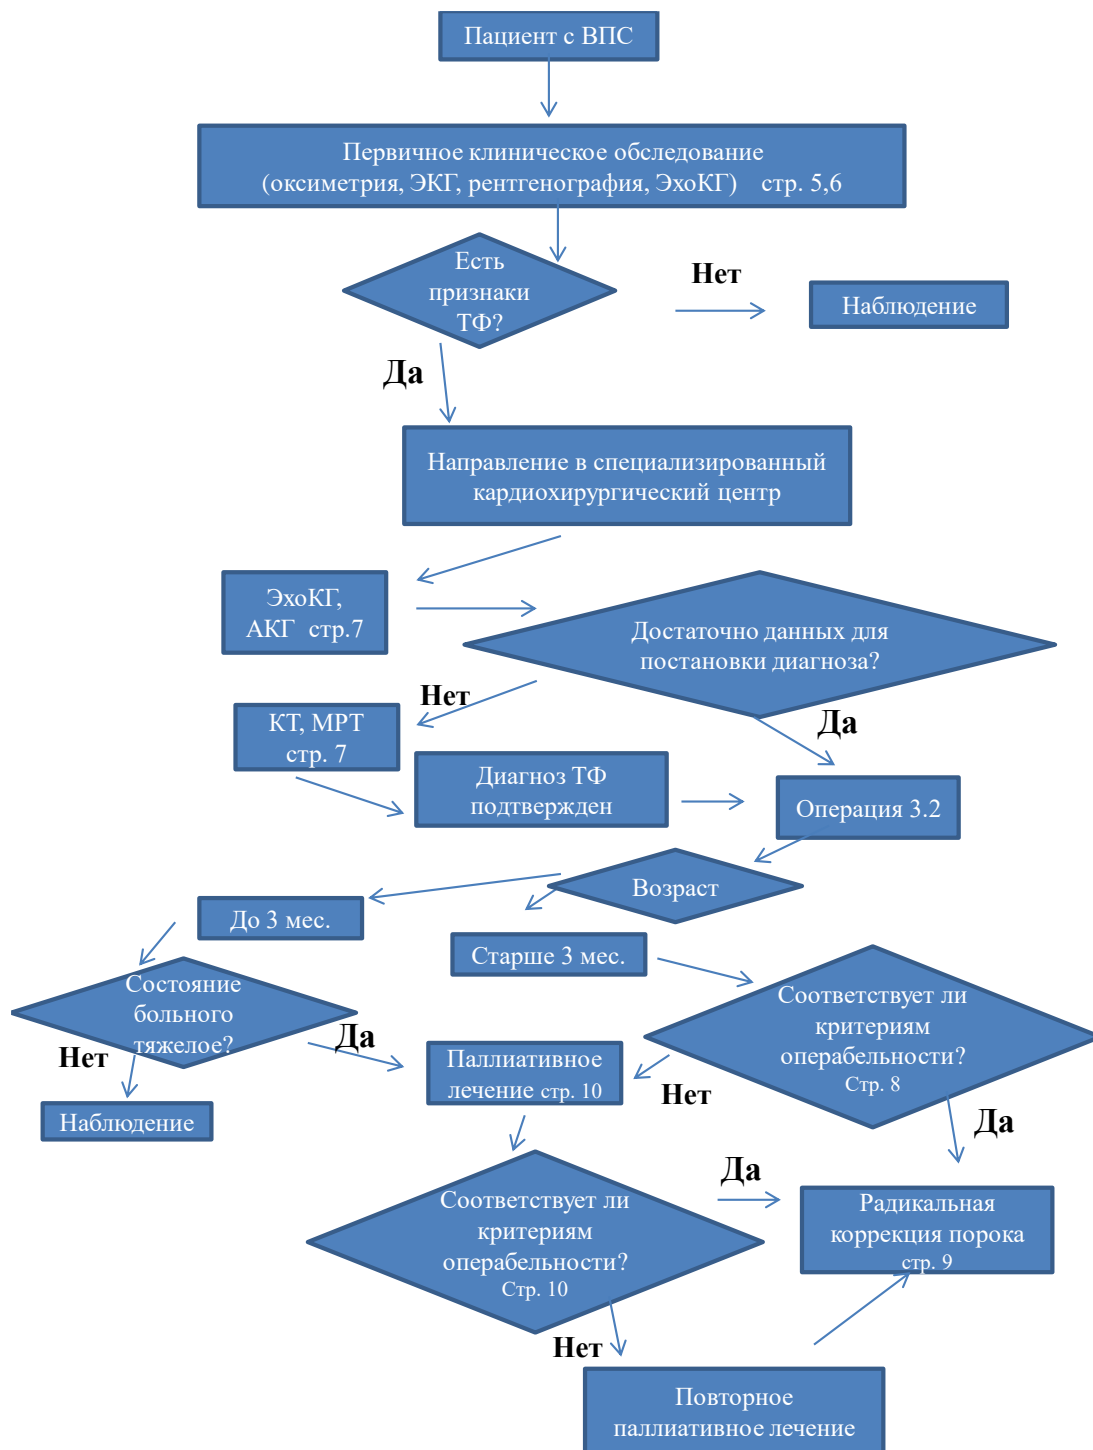 Пациент с ВПС
Первичное клиническое обследование
(оксиметрия, ЭКГ, рентгенография, ЭхоКГ) стр. 5,6
Есть
признаки
ТФ?
Нет
Наблюдение
Да
Направление в специализированный
кардиохирургический центр
ЭхоКГ,
АКГ стр.7
Достаточно данных для
постановки диагноза?
Нет
Да
КТ, МРТ
стр. 7
Диагноз ТФ
подтвержден
Операция 3.2
Возраст
До 3 мес.
Старше 3 мес.
Состояние
больного
тяжелое?
Соответствует ли
критериям
операбельности?
Стр. 8
Нет
Да
Паллиативное
лечение стр. 10
Нет
Да
Наблюдение
Соответствует ли
критериям
операбельности?
Стр. 10
Да
Радикальная
коррекция порока
стр. 9
Нет
Повторное
паллиативное лечение